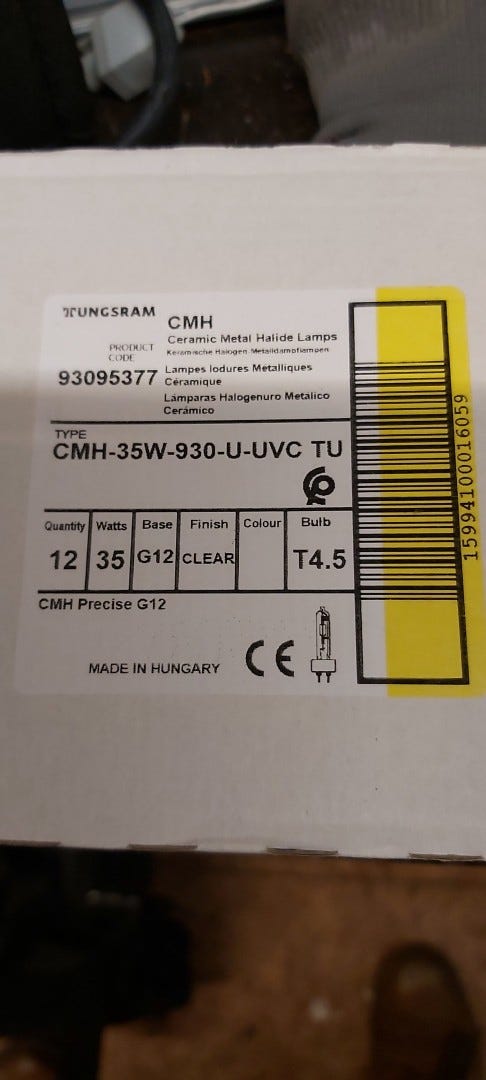 TUNGSRAM
CMH
Ceramic Metal Halide Lamps
Keramische Halogen Metalldampflampen
PRODUCT
CODE
93095377
Lampes Iodures Metalliques
Céramique
Lámparas Halogenuro Metalico
Cerámico
TYPE
CMH-35W-930-U-UVC TU
Quantity Watts Base Finish Colour Bulb
12 35 G12 CLEAR T4.5
CMH Precise G12
MADE IN HUNGARY
CE
15994100016059